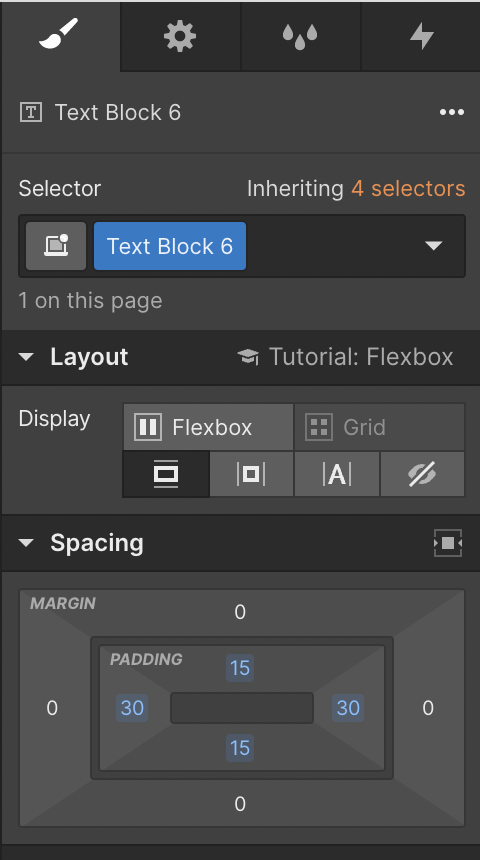 Text Block 6
Selector Inheriting 4 selectors
Text Block 6
1 on this page
Layout Tutorial: Flexbox
Display Flexbox Grid
A
Spacing
MARGIN
0
PADDING
15
0 30 30 0
15
0